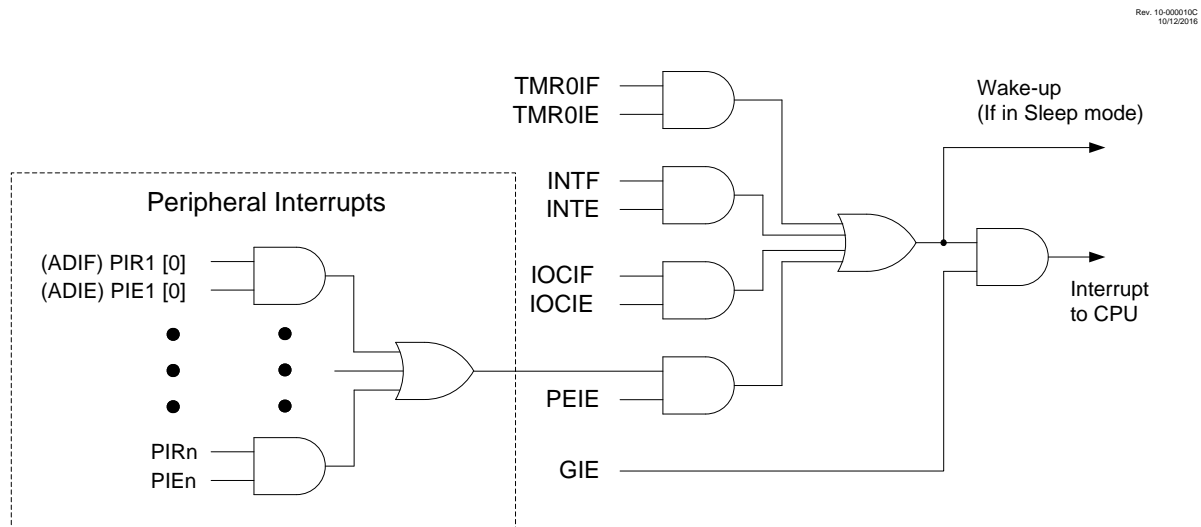 Rev. 10-000010C
10/12/2016
TMR0IF
TMR0IE
Wake-up
(If in Sleep mode)
INTF
INTE
Peripheral Interrupts
(ADIF) PIR1 [0]
(ADIE) PIE1 [0]
IOCIF
IOCIE
Interrupt
to CPU
PEIE
PIRn
PIEn
GIE